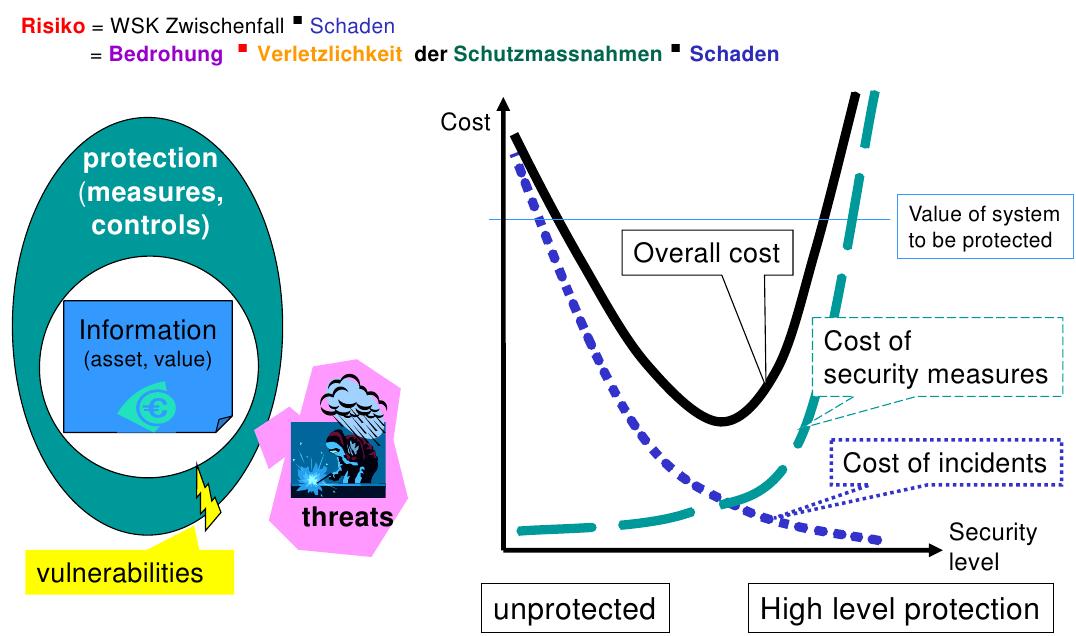 Risiko = WSK Zwischenfall ▪ Schaden
= Bedrohung ▪ Verletzlichkeit der Schutzmassnahmen ▪ Schaden
protection
(measures,
controls)
Information
(asset, value)
€
threats
vulnerabilities
Cost
Value of system
to be protected
Overall cost
Cost of
security measures
Cost of incidents
Security
level
unprotected
High level protection